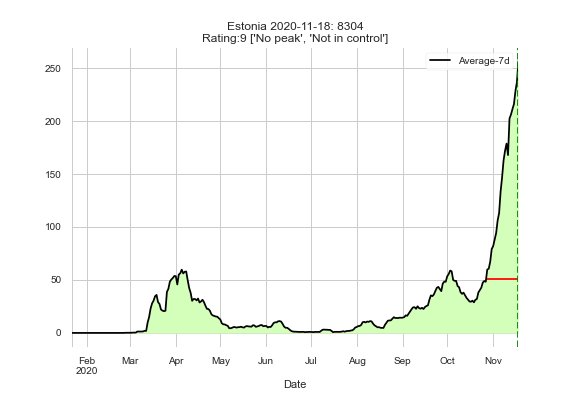 Estonia 2020-11-18: 8304
Rating:9 ['No peak', 'Not in control']
Average-7d
250
200
150
100
50
0
Feb Mar Apr May Jun Jul Aug Sep Oct Nov
2020
Date